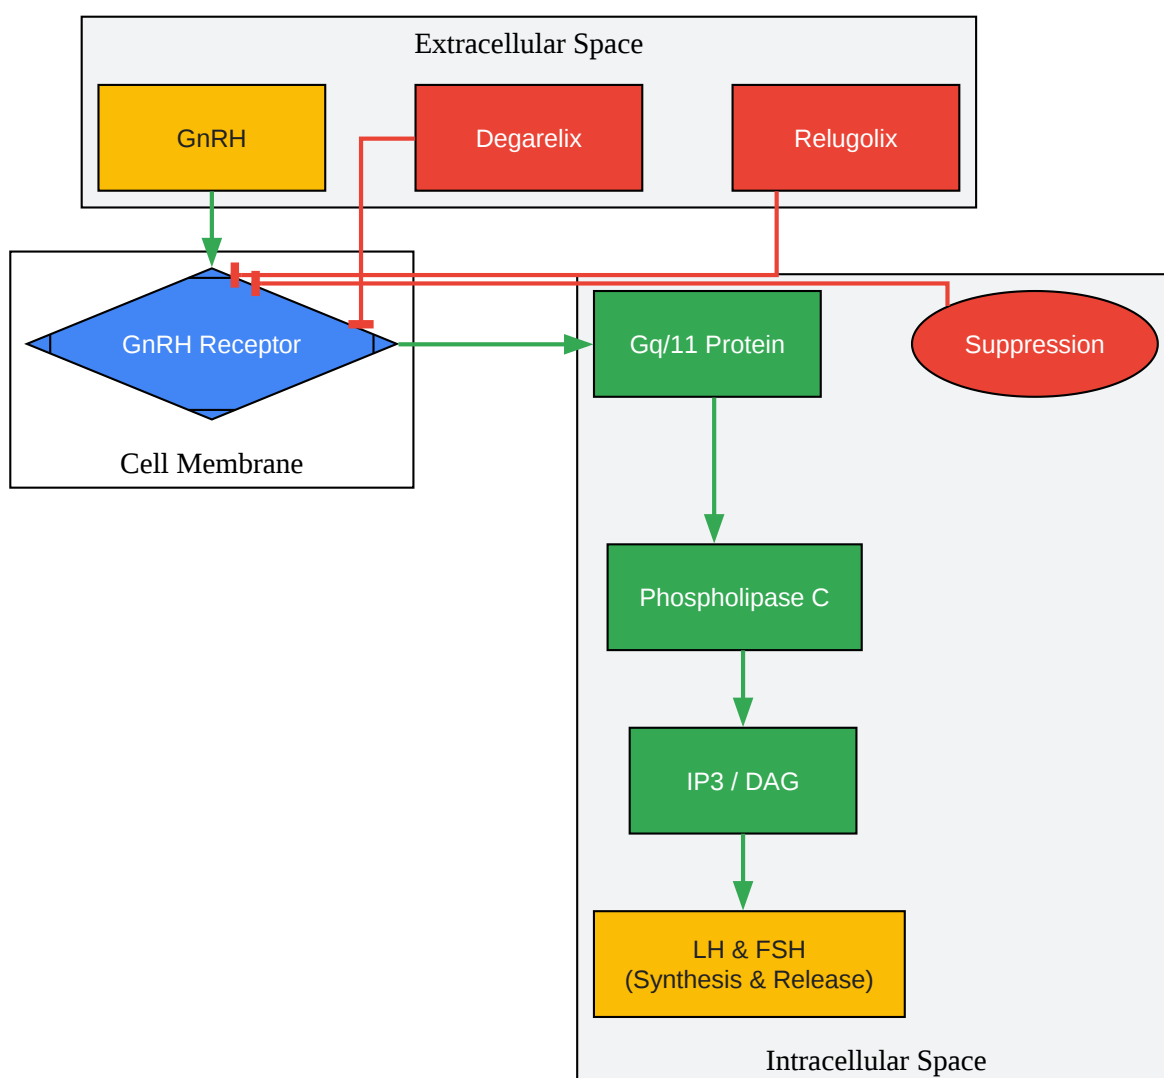 Extracellular Space
GnRH
Degarelix
Relugolix
GnRH Receptor
Cell Membrane
Gq/11 Protein
Suppression
Phospholipase C
IP3 / DAG
LH & FSH
(Synthesis & Release)
Intracellular Space